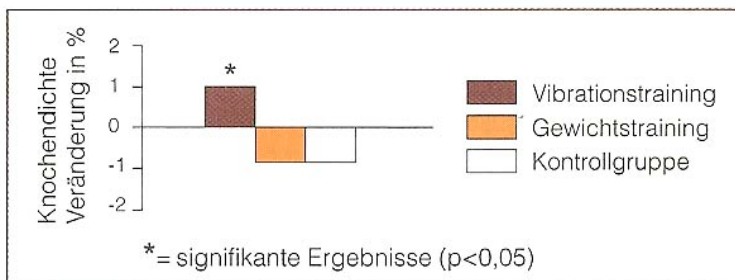 Knochendichte
Veränderung in %
2
1
0
-1
-2
*
Vibrationstraining
Gewichtstraining
Kontrollgruppe
*= signifikante Ergebnisse (p<0,05)